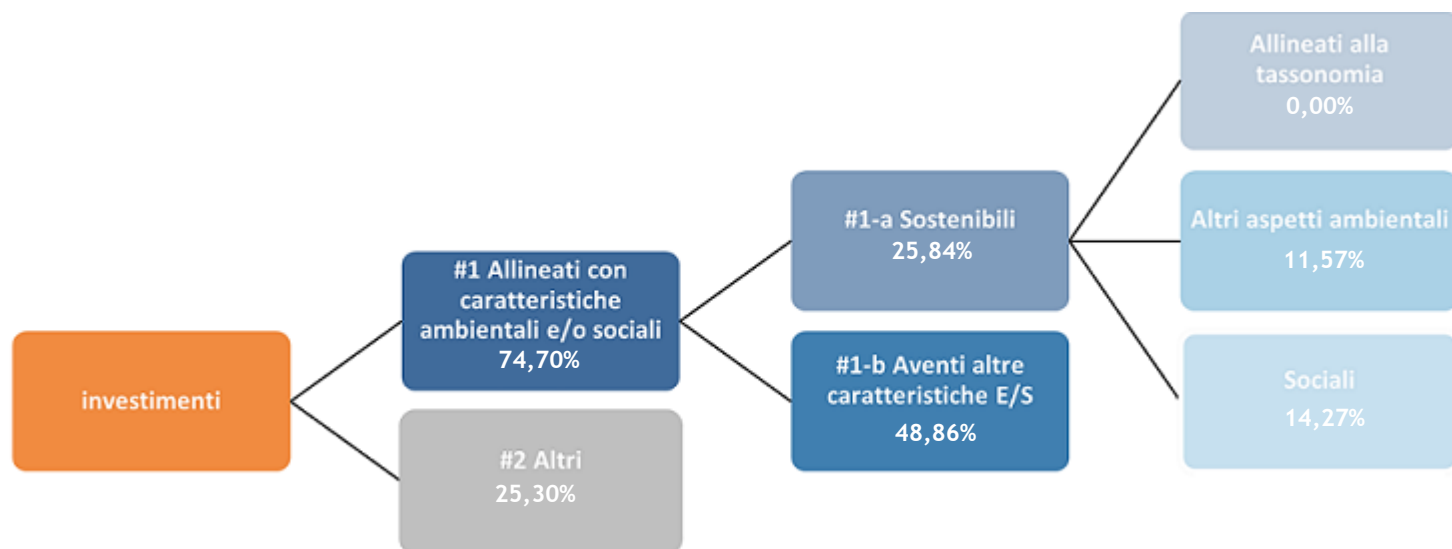 investimenti
#1 Allineati con
caratteristiche
ambientali e/o sociali
74,70%
#2 Altri
25,30%
#1-a Sostenibili
25,84%
#1-b Aventi altre
caratteristiche E/S
48,86%
Allineati alla
tassonomia
0,00%
Altri aspetti ambientali
11,57%
Sociali
14,27%